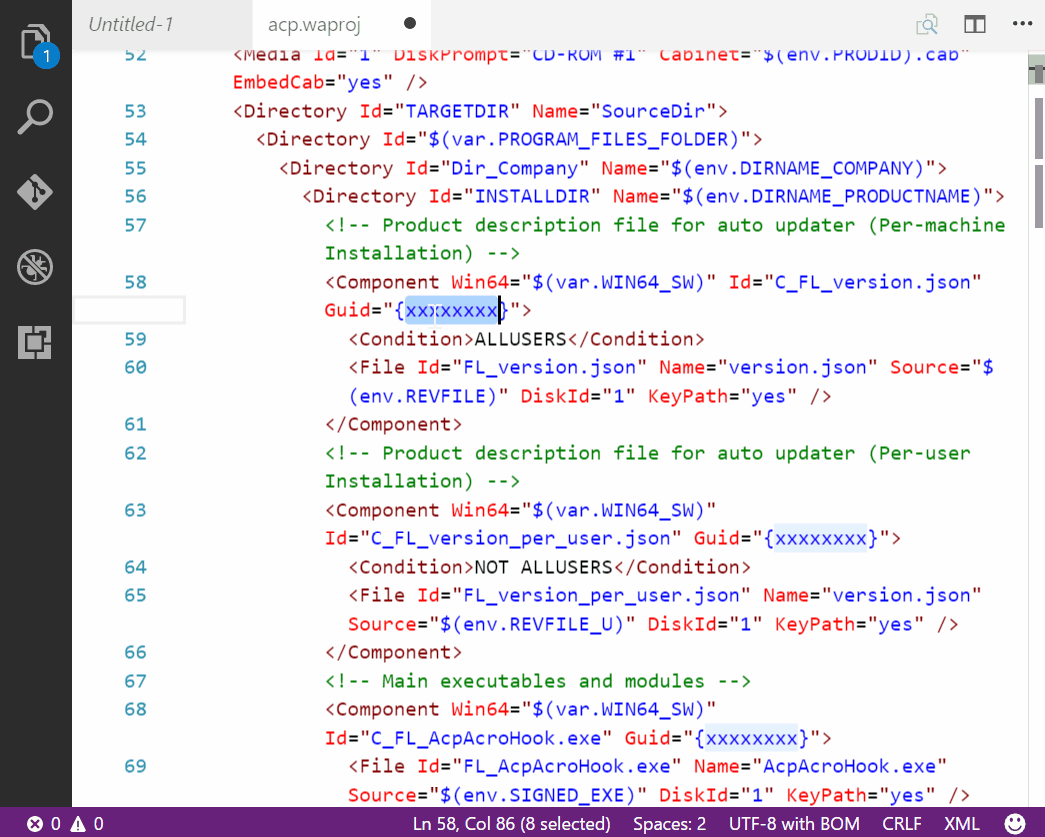 Untitled-1 acp.waproj
1
52 <Media Id="1" DiskPrompt="CD-ROM #1" Cabinet="$(env.PRODID).cab"
EmbedCab="yes" />
53 <Directory Id="TARGETDIR" Name="SourceDir">
54 <Directory Id="$(var.PROGRAM_FILES_FOLDER)">
55 <Directory Id="Dir_Company" Name="$(env.DIRNAME_COMPANY)">
56 <Directory Id="INSTALLDIR" Name="$(env.DIRNAME_PRODUCTNAME)">
57 <!-- Product description file for auto updater (Per-machine
Installation) -->
58 <Component Win64="$(var.WIN64_SW)" Id="C_FL_version.json"
Guid="{xxxxxxxx}">
59 <Condition>ALLUSERS</Condition>
60 <File Id="FL_version.json" Name="version.json" Source="$
(env.REVFILE)" DiskId="1" KeyPath="yes" />
61 </Component>
62 <!-- Product description file for auto updater (Per-user
Installation) -->
63 <Component Win64="$(var.WIN64_SW)"
Id="C_FL_version_per_user.json" Guid="{xxxxxxxx}">
64 <Condition>NOT ALLUSERS</Condition>
65 <File Id="FL_version_per_user.json" Name="version.json"
Source="$(env.REVFILE_U)" DiskId="1" KeyPath="yes" />
66 </Component>
67 <!-- Main executables and modules -->
68 <Component Win64="$(var.WIN64_SW)"
Id="C_FL_AcpAcroHook.exe" Guid="{xxxxxxxx}">
69 <File Id="FL_AcpAcroHook.exe" Name="AcpAcroHook.exe"
Source="$(env.SIGNED_EXE)" DiskId="1" KeyPath="yes" />
0 0 Ln 58, Col 86 (8 selected) Spaces: 2 UTF-8 with BOM CRLF XML